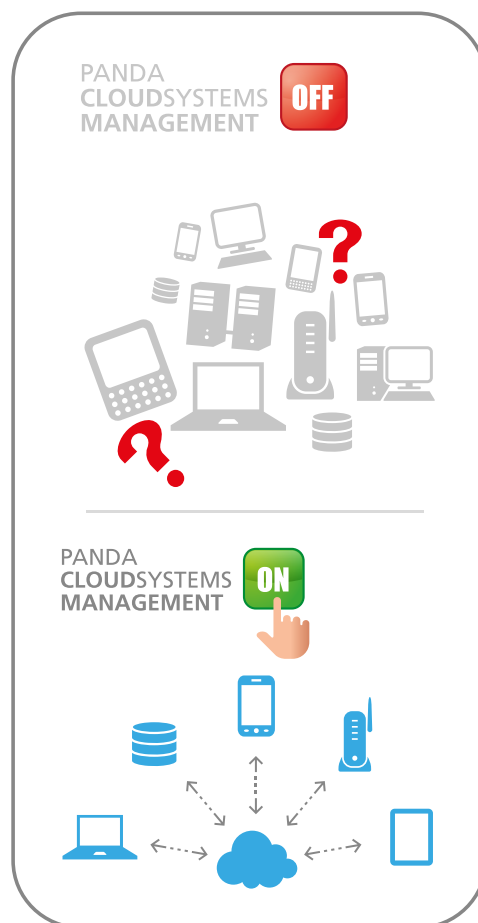 PANDA
CLOUDSYSTEMS
MANAGEMENT
OFF
?
?
PANDA
CLOUDSYSTEMS
MANAGEMENT
ON